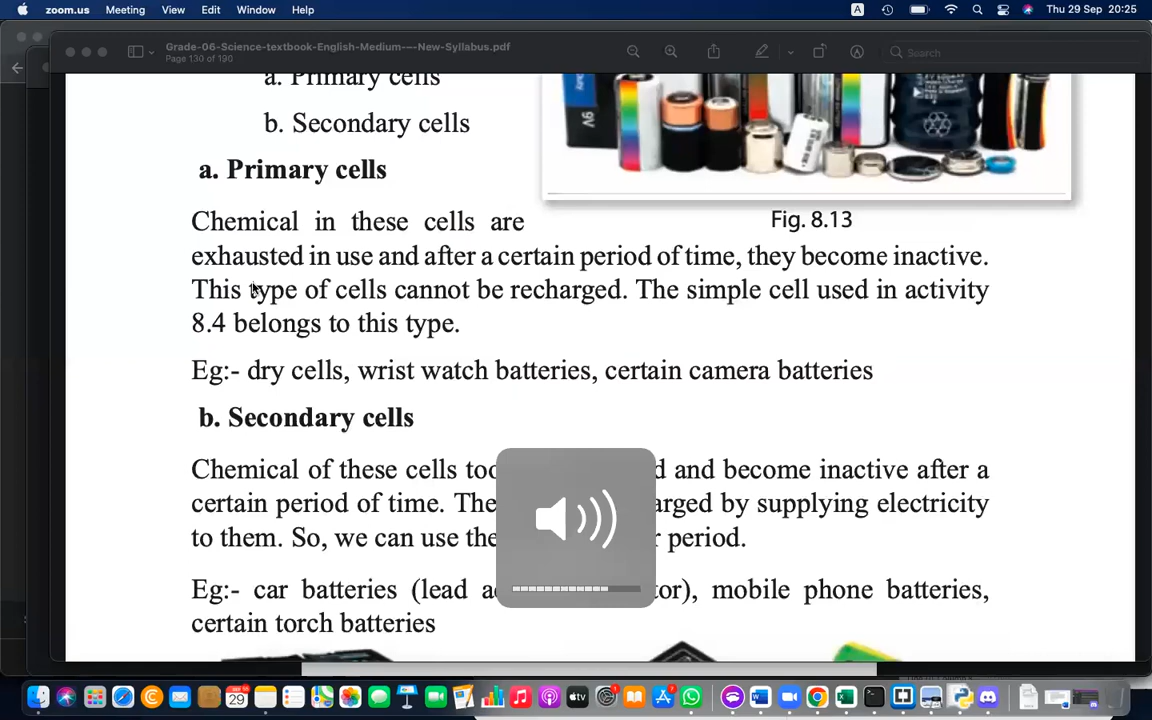 zoom.us Meeting View Edit Window Help A Thu 29 Sep 20:25
Grade-06-Science-textbook-English-Medium---New-Syllabus.pdf
Page 130 of 190
Search
a. Primary cells
b. Secondary cells
a. Primary cells
9V
Fig. 8.13
Chemical in these cells are
exhausted in use and after a certain period of time, they become inactive.
This type of cells cannot be recharged. The simple cell used in activity
8.4 belongs to this type.
Eg:- dry cells, wrist watch batteries, certain camera batteries
b. Secondary cells
Chemical of these cells and become inactive after a
certain period of time. by supplying electricity
to them. So, we can use period.
Eg:- car batteries (lead mobile phone batteries,
certain torch batteries